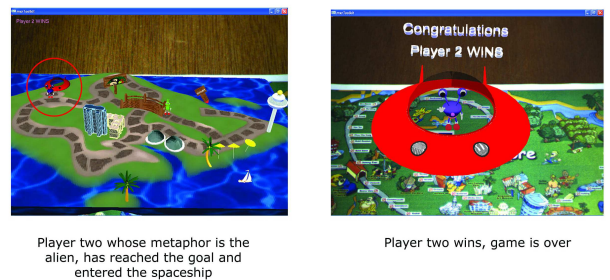 Player 2 WINS
Congratulations
Player 2 WINS
Player two whose metaphor is the
alien, has reached the goal and
entered the spaceship
Player two wins, game is over